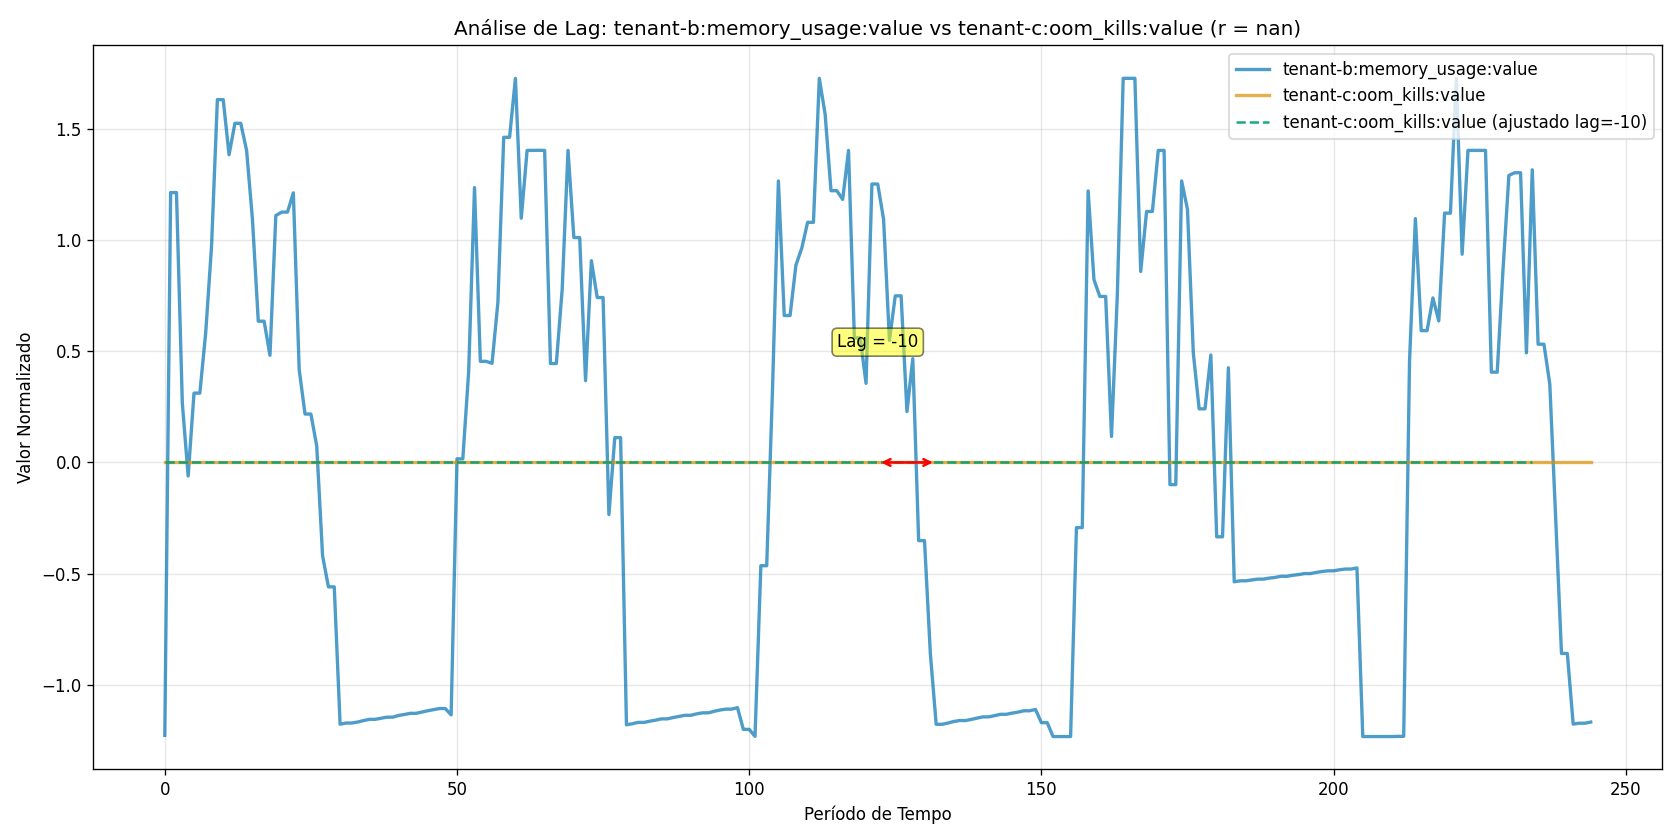 Análise de Lag: tenant-b:memory_usage:value vs tenant-c:oom_kills:value (r = nan)
tenant-b:memory_usage:value
tenant-c:oom_kills:value
tenant-c:oom_kills:value (ajustado lag=-10)
Valor Normalizado
1.5
1.0
0.5
0.0
−0.5
−1.0
Lag = -10
0
50
100
150
200
250
Período de Tempo